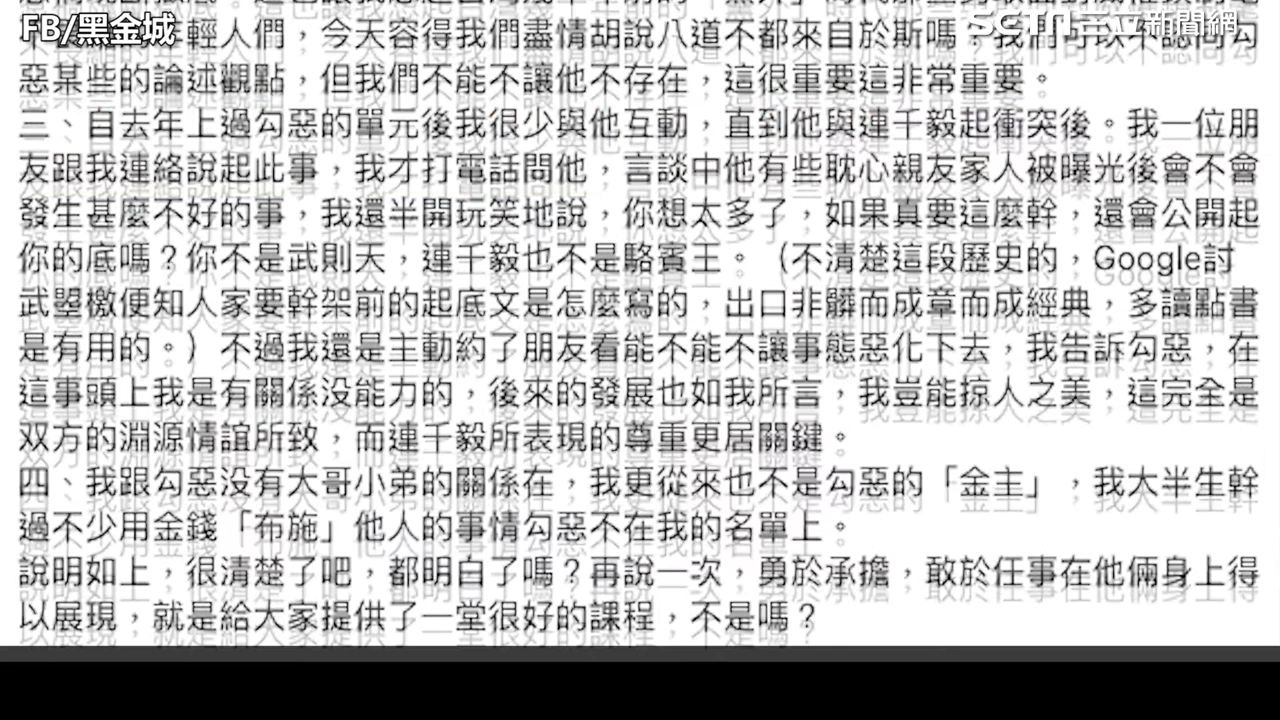 FB/黑金城
SETN三立新聞網
輕人們，今天容得我們盡情胡說八道不都來自於斯嗎？我們可以不認同勾
惡某些的論述觀點，但我們不能不讓他不存在，這很重要這非常重要。
三、自去年上過勾惡的單元後我很少與他互動，直到他與連千毅起衝突後。我一位朋
友跟我連絡說起此事，我才打電話問他，言談中他有些耽心親友家人被曝光後會不會
發生甚麼不好的事，我還半開玩笑地說，你想太多了，如果真要這麼幹，還會公開起
你的底嗎？你不是武則天，連千毅也不是駱賓王。（不清楚這段歷史的，Google討
武曌檄便知人家要幹架前的起底文是怎麼寫的，出口非髒而成章而成經典，多讀點書
是有用的。）不過我還是主動約了朋友看能不能不讓事態惡化下去，我告訴勾惡，在
這事頭上我是有關係没能力的，後來的發展也如我所言，我豈能掠人之美，這完全是
双方的淵源情誼所致，而連千毅所表現的尊重更居關鍵。
四、我跟勾惡没有大哥小弟的關係在，我更從來也不是勾惡的「金主」，我大半生幹
過不少用金錢「布施」他人的事情勾惡不在我的名單上。
說明如上，很清楚了吧，都明白了嗎？再說一次，勇於承擔，敢於任事在他倆身上得
以展現，就是給大家提供了一堂很好的課程，不是嗎？